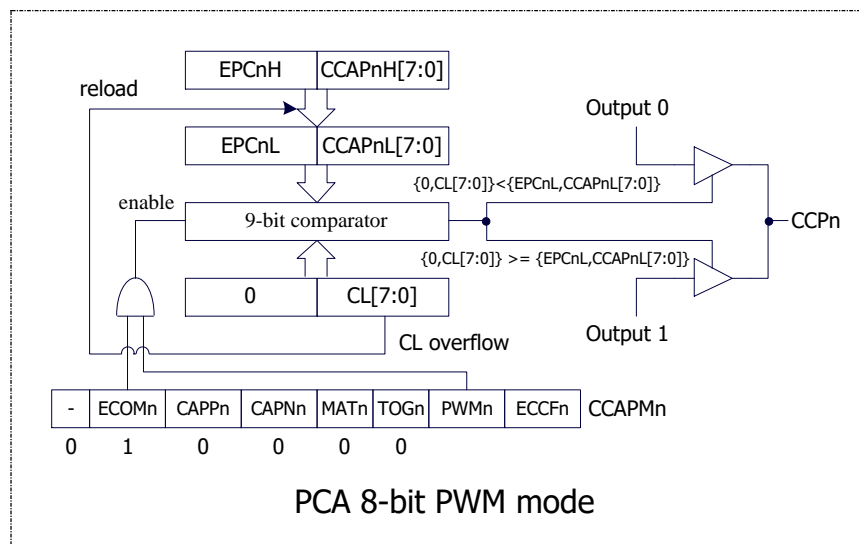 EPCnH CCAPnH[7:0]
reload
Output 0
EPCnL CCAPnL[7:0]
{0,CL[7:0]}<{EPCnL,CCAPnL[7:0]}
enable
9-bit comparator
CCPn
{0,CL[7:0]} >= {EPCnL,CCAPnL[7:0]}
0 CL[7:0]
Output 1
CL overflow
- ECOMn CAPPn CAPNn MATn TOGn PWMn ECCFn CCAPMn
0 1 0 0 0 0
PCA 8-bit PWM mode